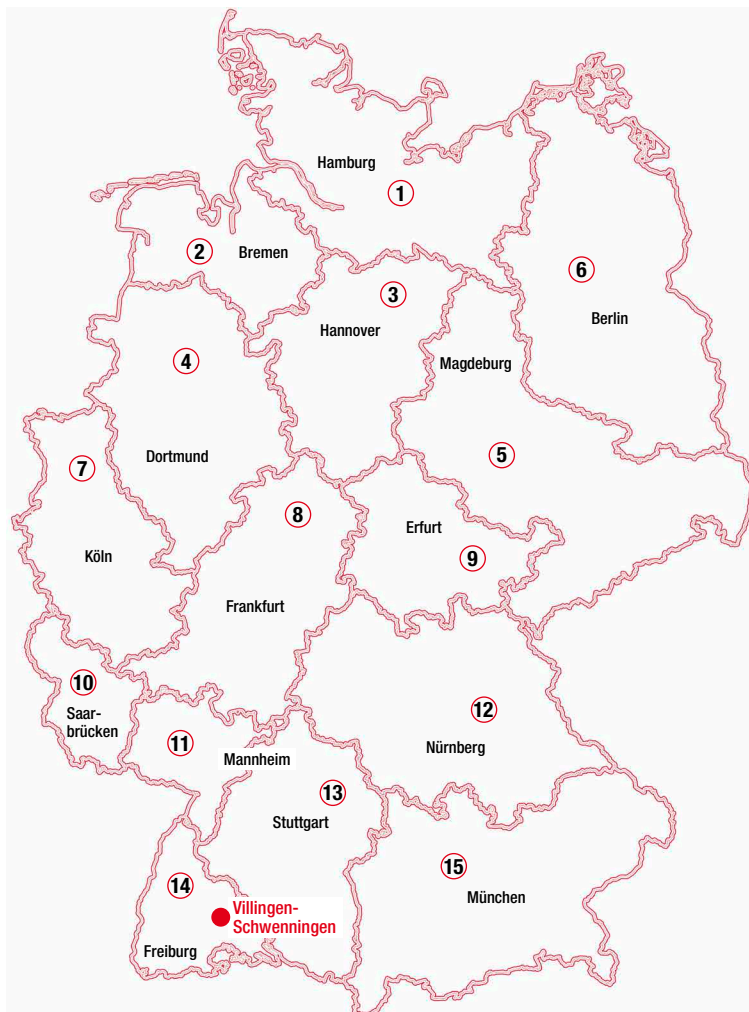 Hamburg
1
2
Bremen
3
6
Hannover
Berlin
4
Magdeburg
7
Dortmund
5
8
Erfurt
Köln
9
Frankfurt
10
Saar-
brücken
12
11
Nürnberg
Mannheim
13
Stuttgart
15
14
München
Villingen-
Schwenningen
Freiburg